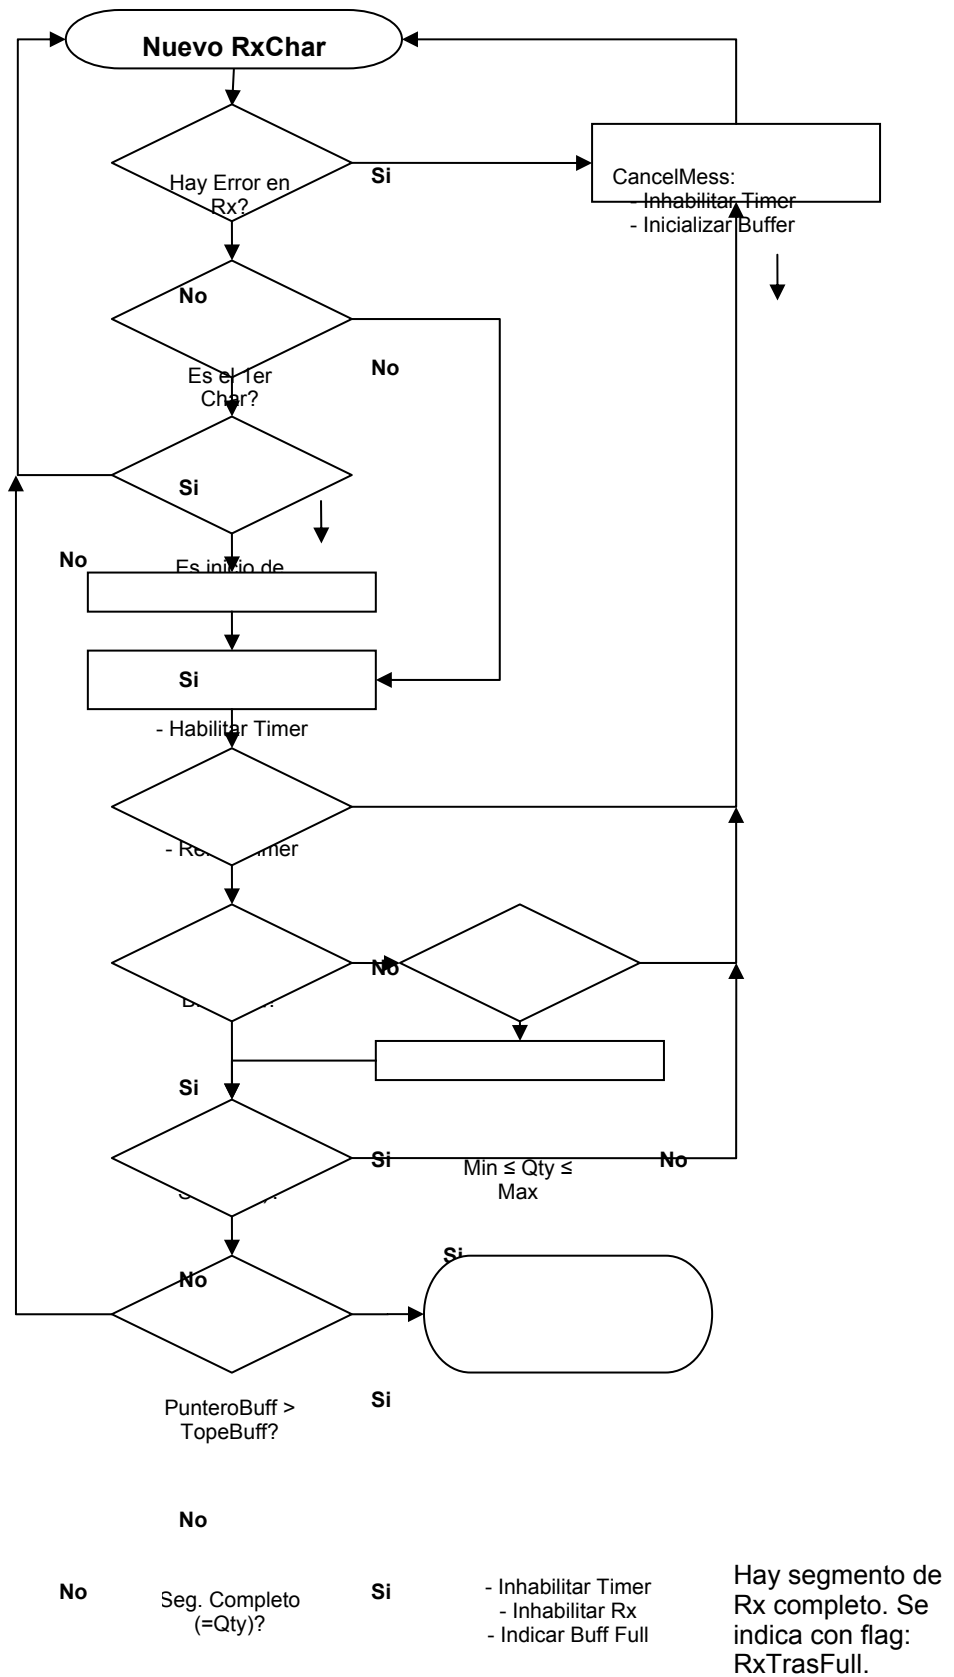 Nuevo RxChar
Hay Error en
Rx?
Si
CancelMess:
- Inhabilitar Timer
- Inicializar Buffer
No
Es el 1er
Char?
No
Si
No
Es inicio de
Si
- Habilitar Timer
No
Si
Si
Min ≤ Qty ≤
Max
No
Si
No
PunteroBuff >
TopeBuff?
Si
No
No
Seg. Completo
(=Qty)?
Si
- Inhabilitar Timer
- Inhabilitar Rx
- Indicar Buff Full
Hay segmento de
Rx completo. Se
indica con flag:
RxTrasFull.